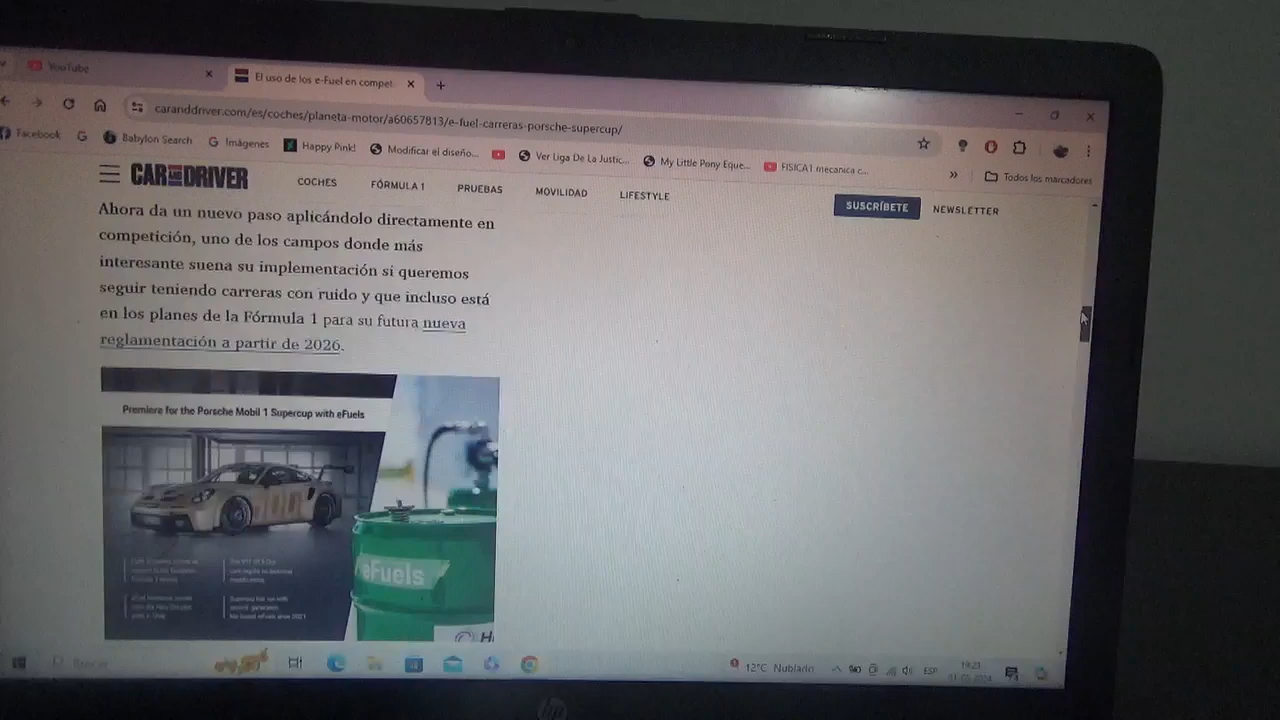 YouTube
El uso de los e-Fuel en compet
caranddriver.com/es/coches/planeta-motor/a60657813/e-fuel-carreras-porsche-supercup/
Facebook
Babylon Search
Imágenes
Happy Pink!
Modificar el diseño...
Ver Liga De La Justic...
My Little Pony Eque...
FISICA1 mecanica c...
»
Todos los marcadores
CAR AND DRIVER
COCHES
FÓRMULA 1
PRUEBAS
MOVILIDAD
LIFESTYLE
SUSCRÍBETE
NEWSLETTER
Ahora da un nuevo paso aplicándolo directamente en
competición, uno de los campos donde más
interesante suena su implementación si queremos
seguir teniendo carreras con ruido y que incluso está
en los planes de la Fórmula 1 para su futura nueva
reglamentación a partir de 2026.
Premiere for the Porsche Mobil 1 Supercup with eFuels
eFuels
Buscar
12°C Nublado
ESP
19:23
hp